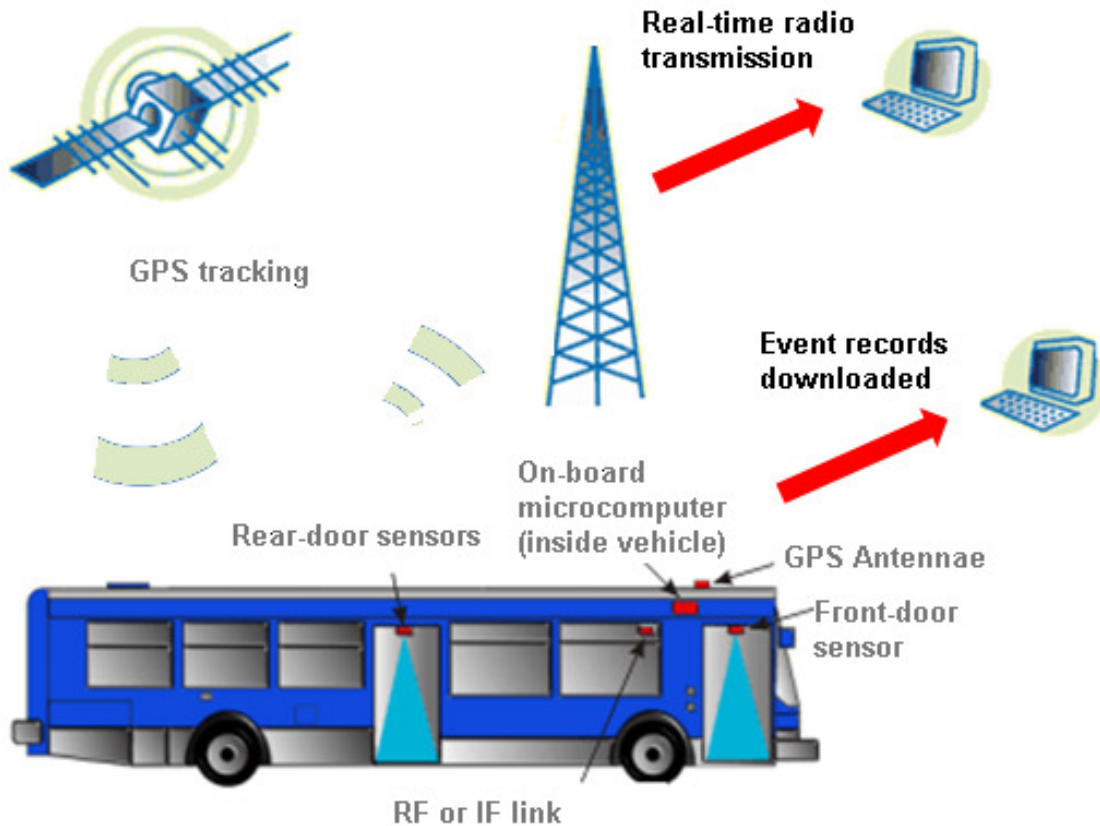 Real-time radio
transmission
GPS tracking
Event records
downloaded
On-board
microcomputer
(inside vehicle)
Rear-door sensors
GPS Antennae
Front-door
sensor
RF or IF link